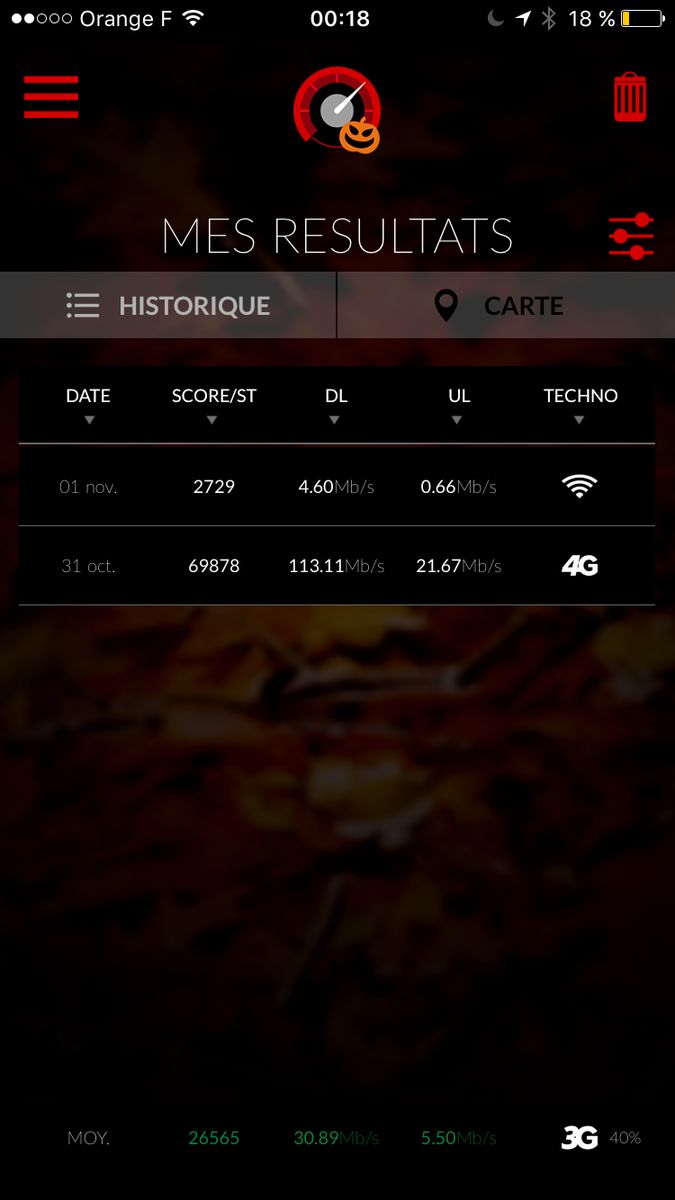 Orange F 00:18 18 %
MES RESULTATS
HISTORIQUE CARTE
DATE SCORE/ST DL UL TECHNO
01 nov. 2729 4.60Mb/s 0.66Mb/s
31 oct. 69878 113.11Mb/s 21.67Mb/s 4G
MOY. 26565 30.89Mb/s 5.50Mb/s 3G 40%